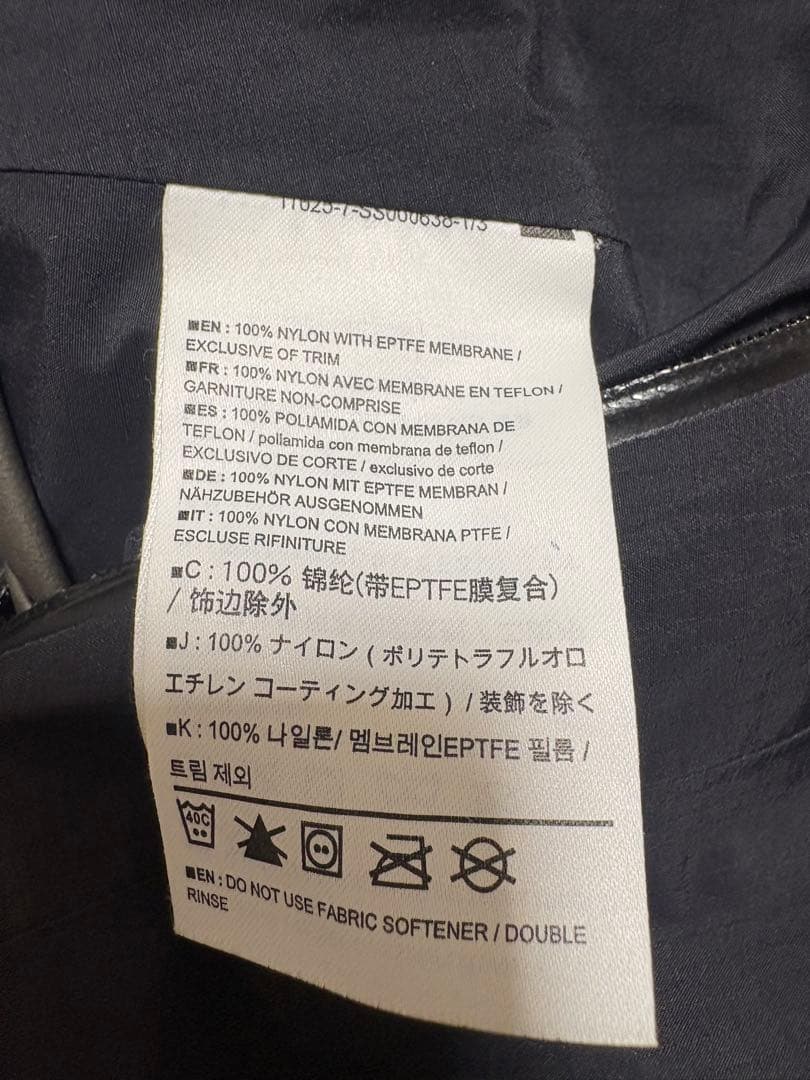 11625-7-SS000638-1/3
EN : 100% NYLON WITH EPTFE MEMBRANE /
EXCLUSIVE OF TRIM
FR : 100% NYLON AVEC MEMBRANE EN TEFLON /
GARNITURE NON-COMPRISE
ES : 100% POLIAMIDA CON MEMBRANA DE
TEFLON / poliamida con membrana de teflon /
EXCLUSIVO DE CORTE / exclusivo de corte
DE : 100% NYLON MIT EPTFE MEMBRAN /
NÄHZUBEHÖR AUSGENOMMEN
IT : 100% NYLON CON MEMBRANA PTFE /
ESCLUSE RIFINITURE
C : 100% 锦纶(带EPTFE膜复合)
/ 饰边除外
J : 100% ナイロン ( ポリテトラフルオロ
エチレン コーティング加工 ) / 装飾を除く
K : 100% 나일론/ 멤브레인EPTFE 필름 /
트림 제외
40C
EN : DO NOT USE FABRIC SOFTENER / DOUBLE
RINSE